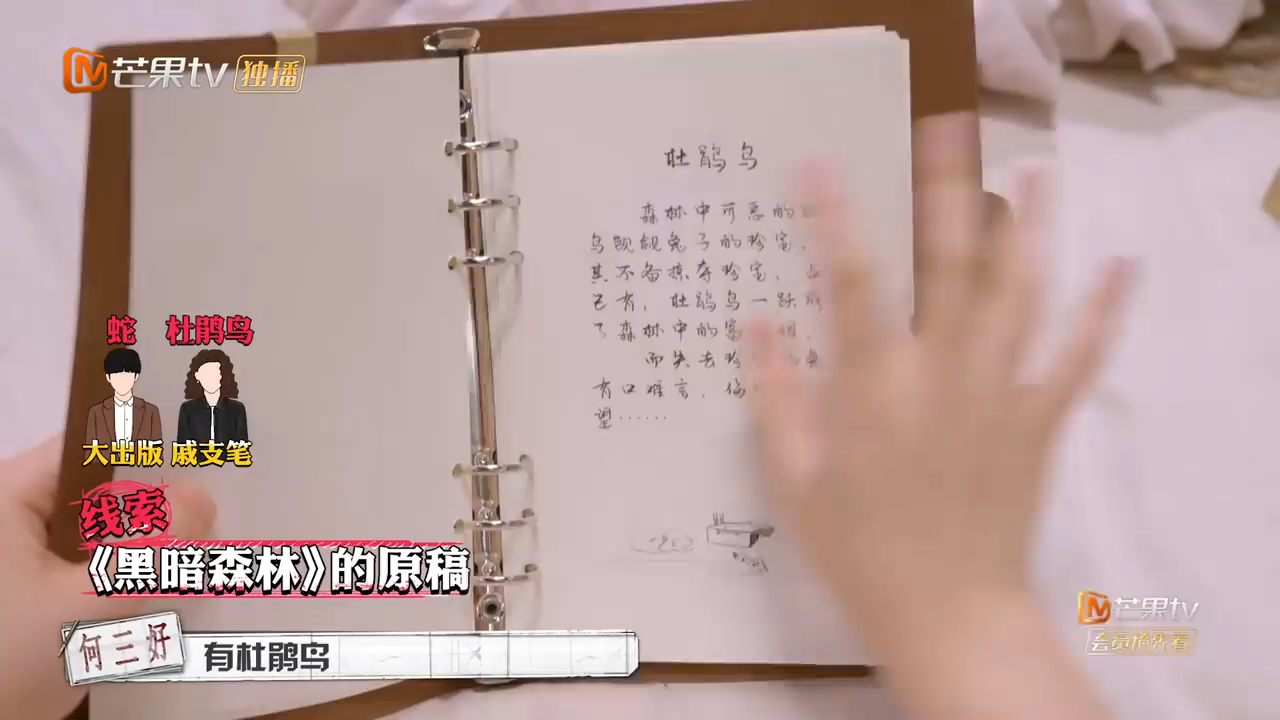 芒果tv 独播
杜鹃鸟
森林中可恶的
鸟觊觎兔子的珍宝，
其不备掠夺珍宝，
己有，杜鹃鸟一跃
了森林中的
而失去珍
有口难言，
望……
蛇 杜鹃鸟
大出版 戚支笔
线索
《黑暗森林》的原稿
何三好 有杜鹃鸟
芒果tv
会员抢先看